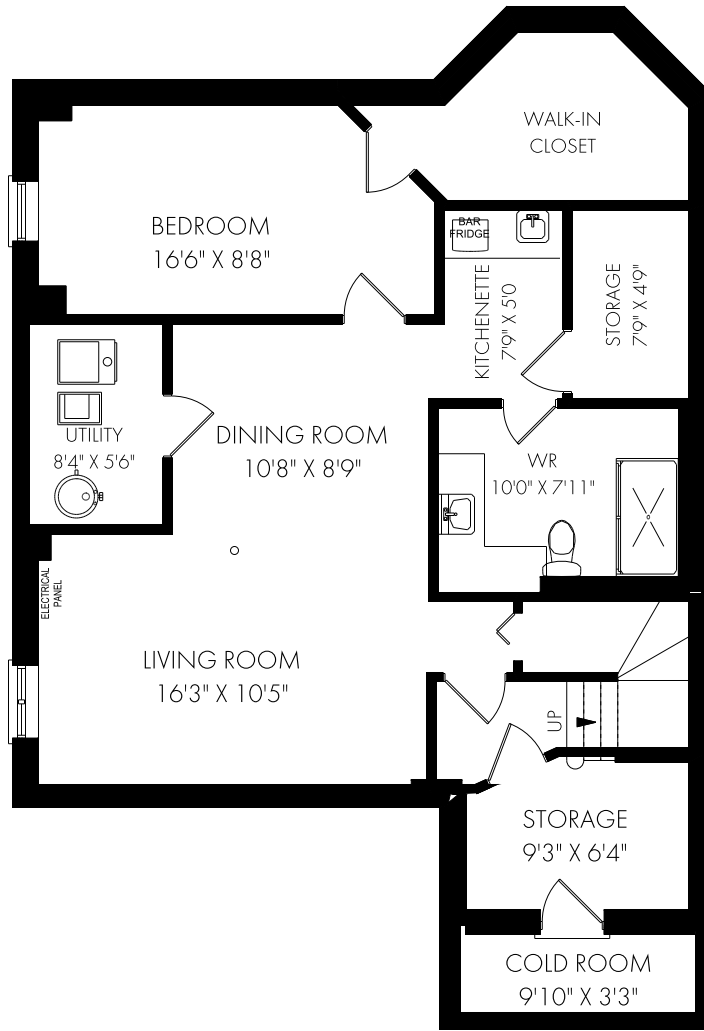 WALK-IN
CLOSET
BEDROOM
16'6" X 8'8"
BAR
FRIDGE
KITCHENETTE
7'9" X 5'0
STORAGE
7'9" X 4'9"
UTILITY
8'4" X 5'6"
DINING ROOM
10'8" X 8'9"
WR
10'0" X 7'11"
ELECTRICAL
PANEL
LIVING ROOM
16'3" X 10'5"
UP
STORAGE
9'3" X 6'4"
COLD ROOM
9'10" X 3'3"